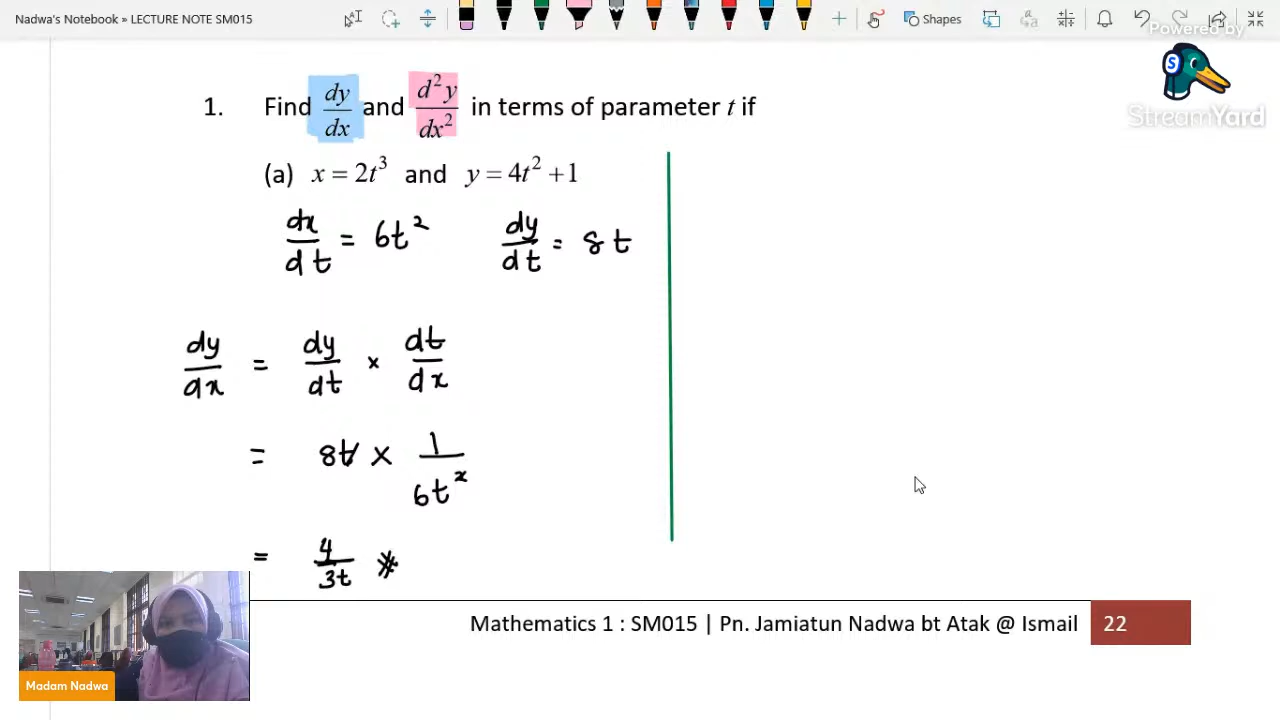 Nadwa's Notebook » LECTURE NOTE SM015
Shapes
Powered by
S
StreamYard
1. Find dy/dx and d²y/dx² in terms of parameter t if
(a) x = 2t³ and y = 4t² + 1
dx/dt = 6t² dy/dt = 8t
dy/dx = dy/dt × dt/dx
= 8t × 1/6t²
= 4/3t *
Mathematics 1 : SM015 | Pn. Jamiatun Nadwa bt Atak @ Ismail 22
Madam Nadwa